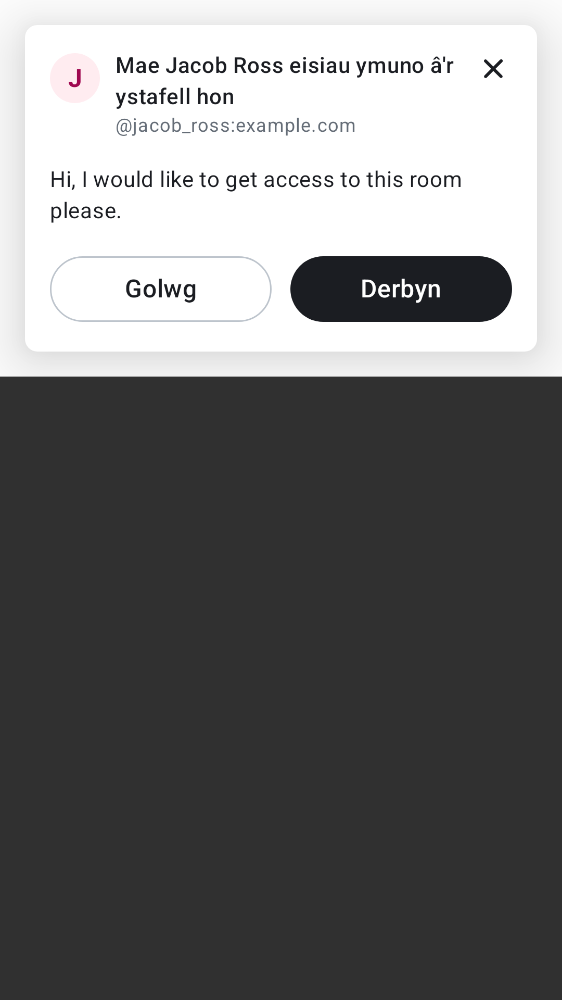 J
Mae Jacob Ross eisiau ymuno â'r
ystafell hon
@jacob_ross:example.com
Hi, I would like to get access to this room
please.
Golwg
Derbyn